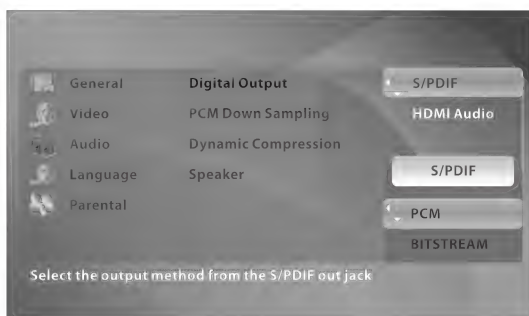 General
Video
Audio
Language
Parental
Digital Output
PCM Down Sampling
Dynamic Compression
Speaker
S/PDIF
HDMI Audio
S/PDIF
PCM
BITSTREAM
Select the output method from the S/PDIF out jack